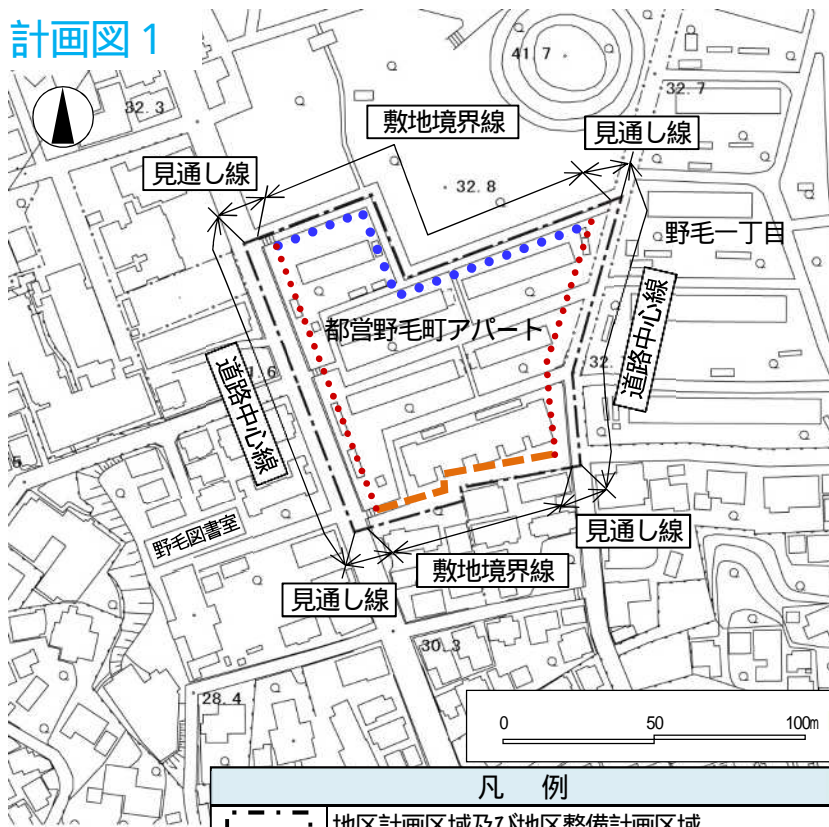 計画図1
41.7
32.7
32.3
敷地境界線
見通し線
見通し線
32.8
野毛一丁目
都営野毛町アパート
道路中心線
道路中心線
野毛図書室
見通し線
敷地境界線
見通し線
30.3
28.4
0 50 100m
凡 例
地区計画区域及び地区整備計画区域